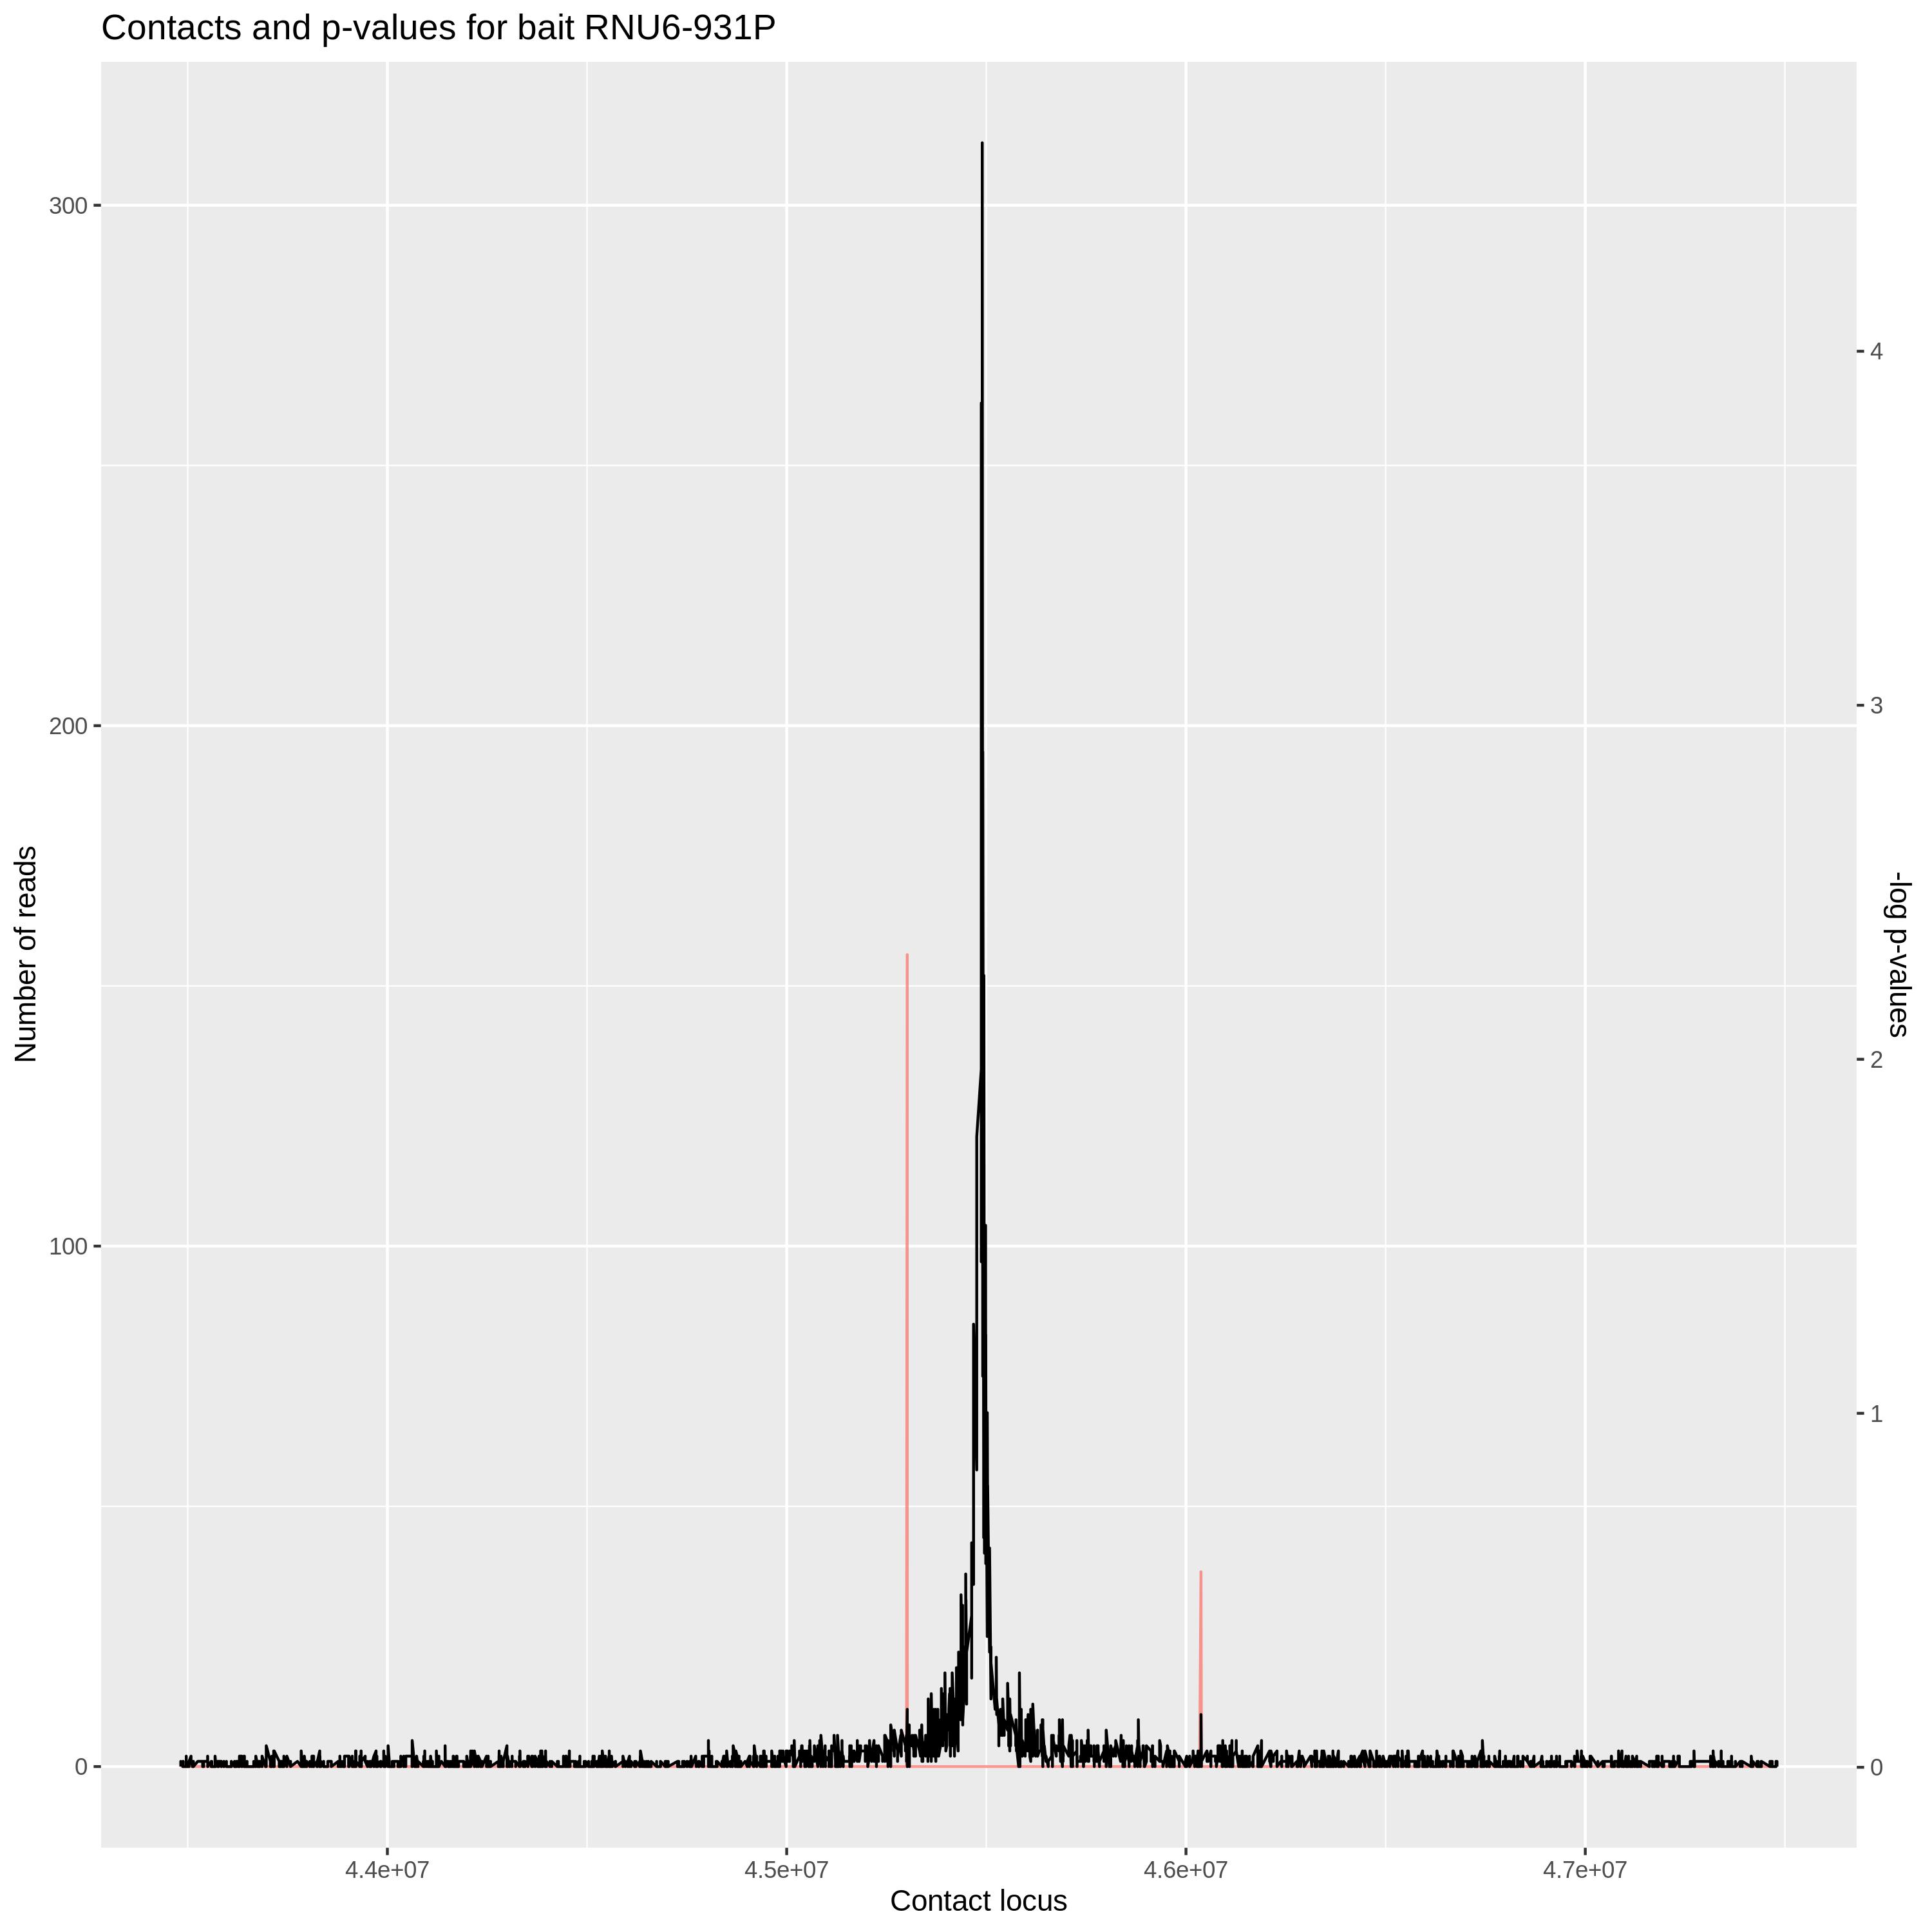 Contacts and p-values for bait RNU6-931P
300
200
100
0
4
3
2
1
0
Number of reads
-log p-values
4.4e+07 4.5e+07 4.6e+07 4.7e+07
Contact locus